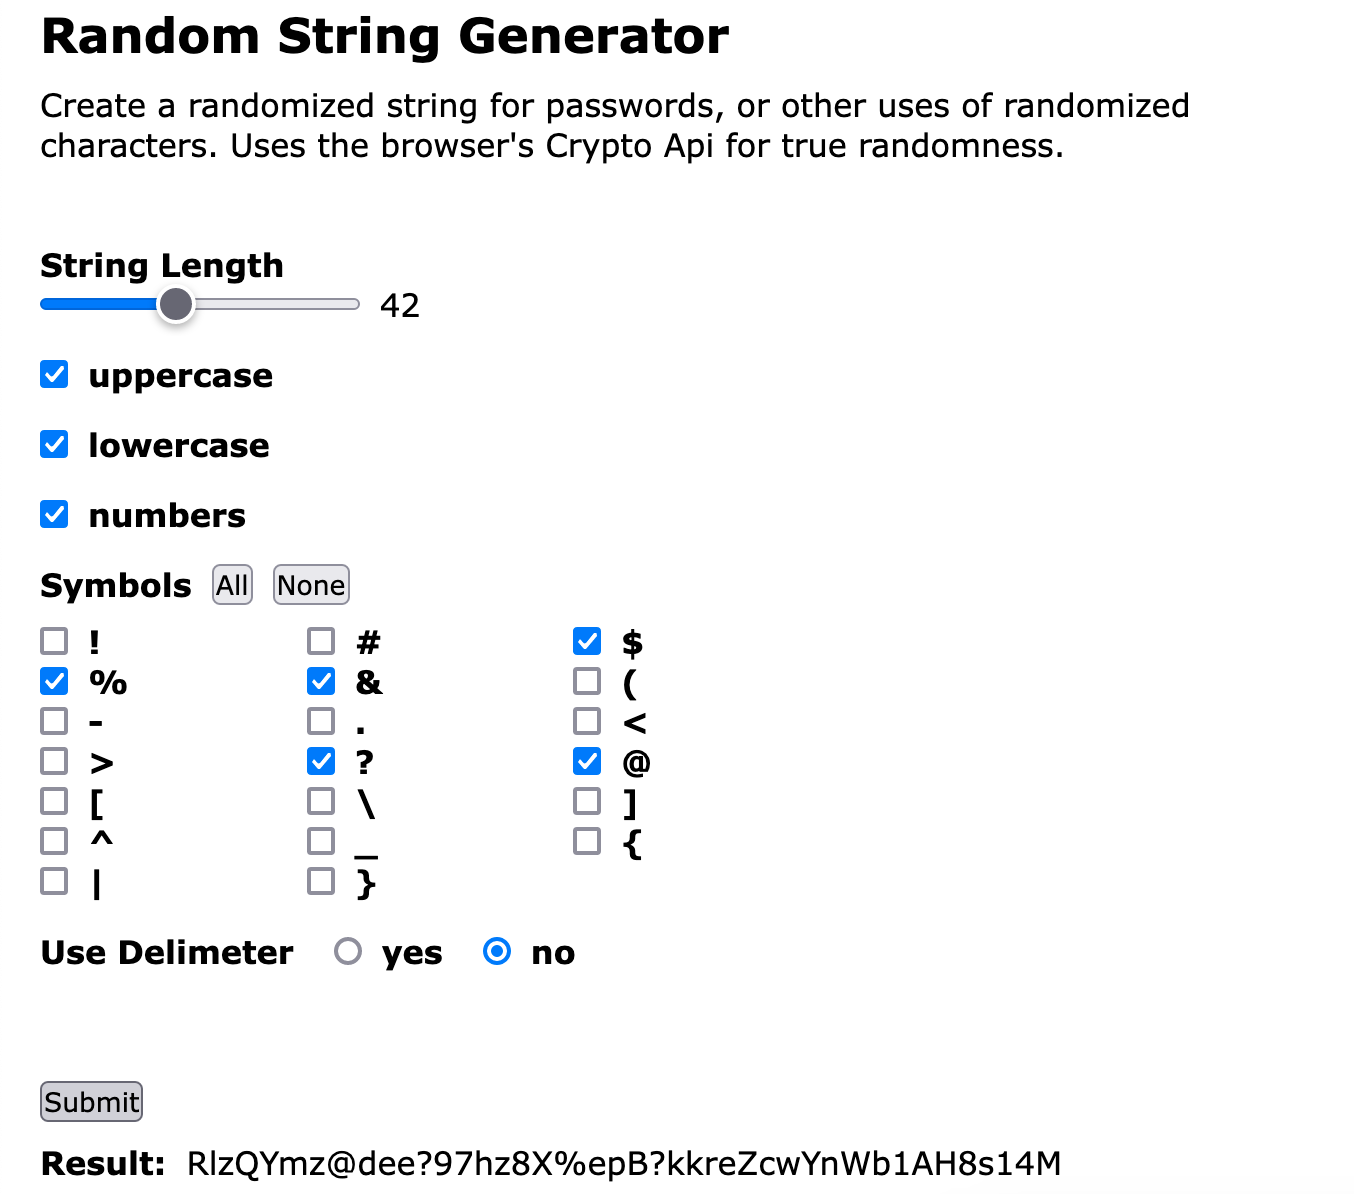 Random String Generator
Create a randomized string for passwords, or other uses of randomized
characters. Uses the browser's Crypto Api for true randomness.
String Length
42
uppercase
lowercase
numbers
Symbols All None
! # $
% & (
- . <
> ? @
[ \ ]
^ _ {
| }
Use Delimeter yes no
Submit
Result: RlzQYmz@dee?97hz8X%epB?kkreZcwYnWb1AH8s14M